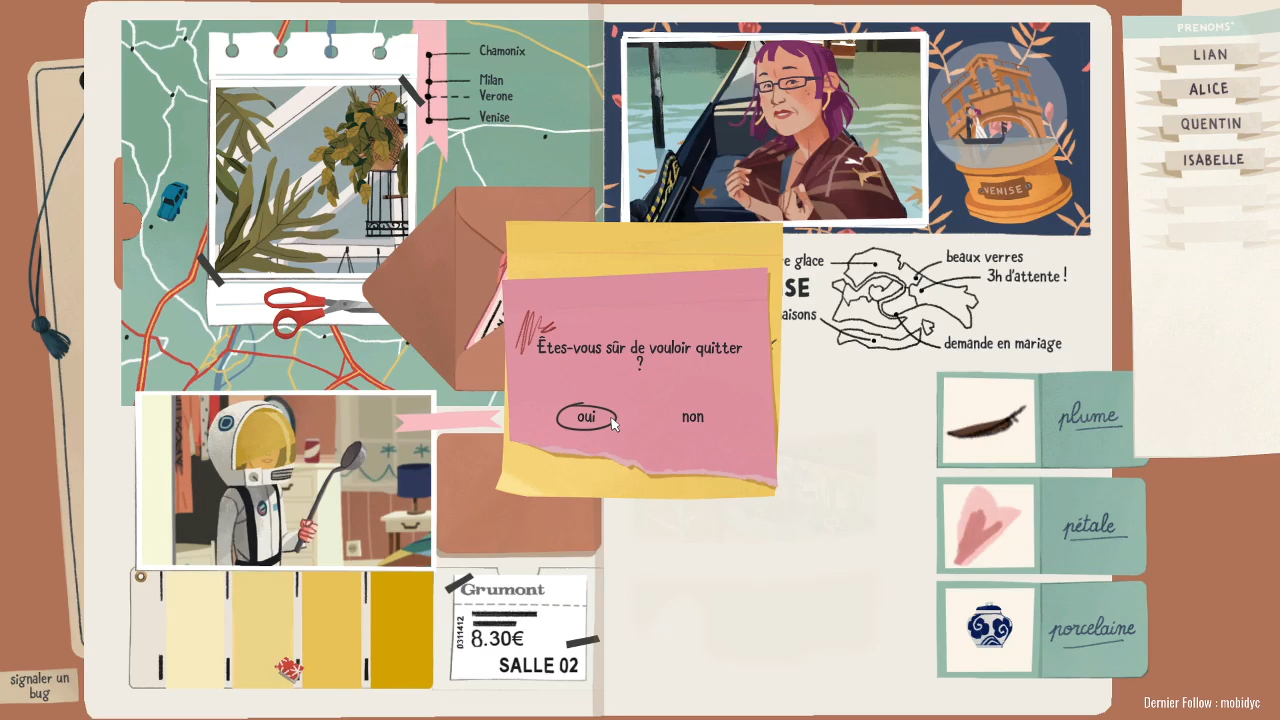 Chamonix
Milan
Verone
Venise
VENISE
PRENOMS*
LIAN
ALICE
QUENTIN
ISABELLE
e glace
SE
aisons
beaux verres
3h d'attente !
demande en mariage
Êtes-vous sûr de vouloir quitter
?
oui
non
plume
pétale
porcelaine
Grumont
0311412
8.30€
SALLE 02
signaler un
bug
Dernier Follow : mobidyc